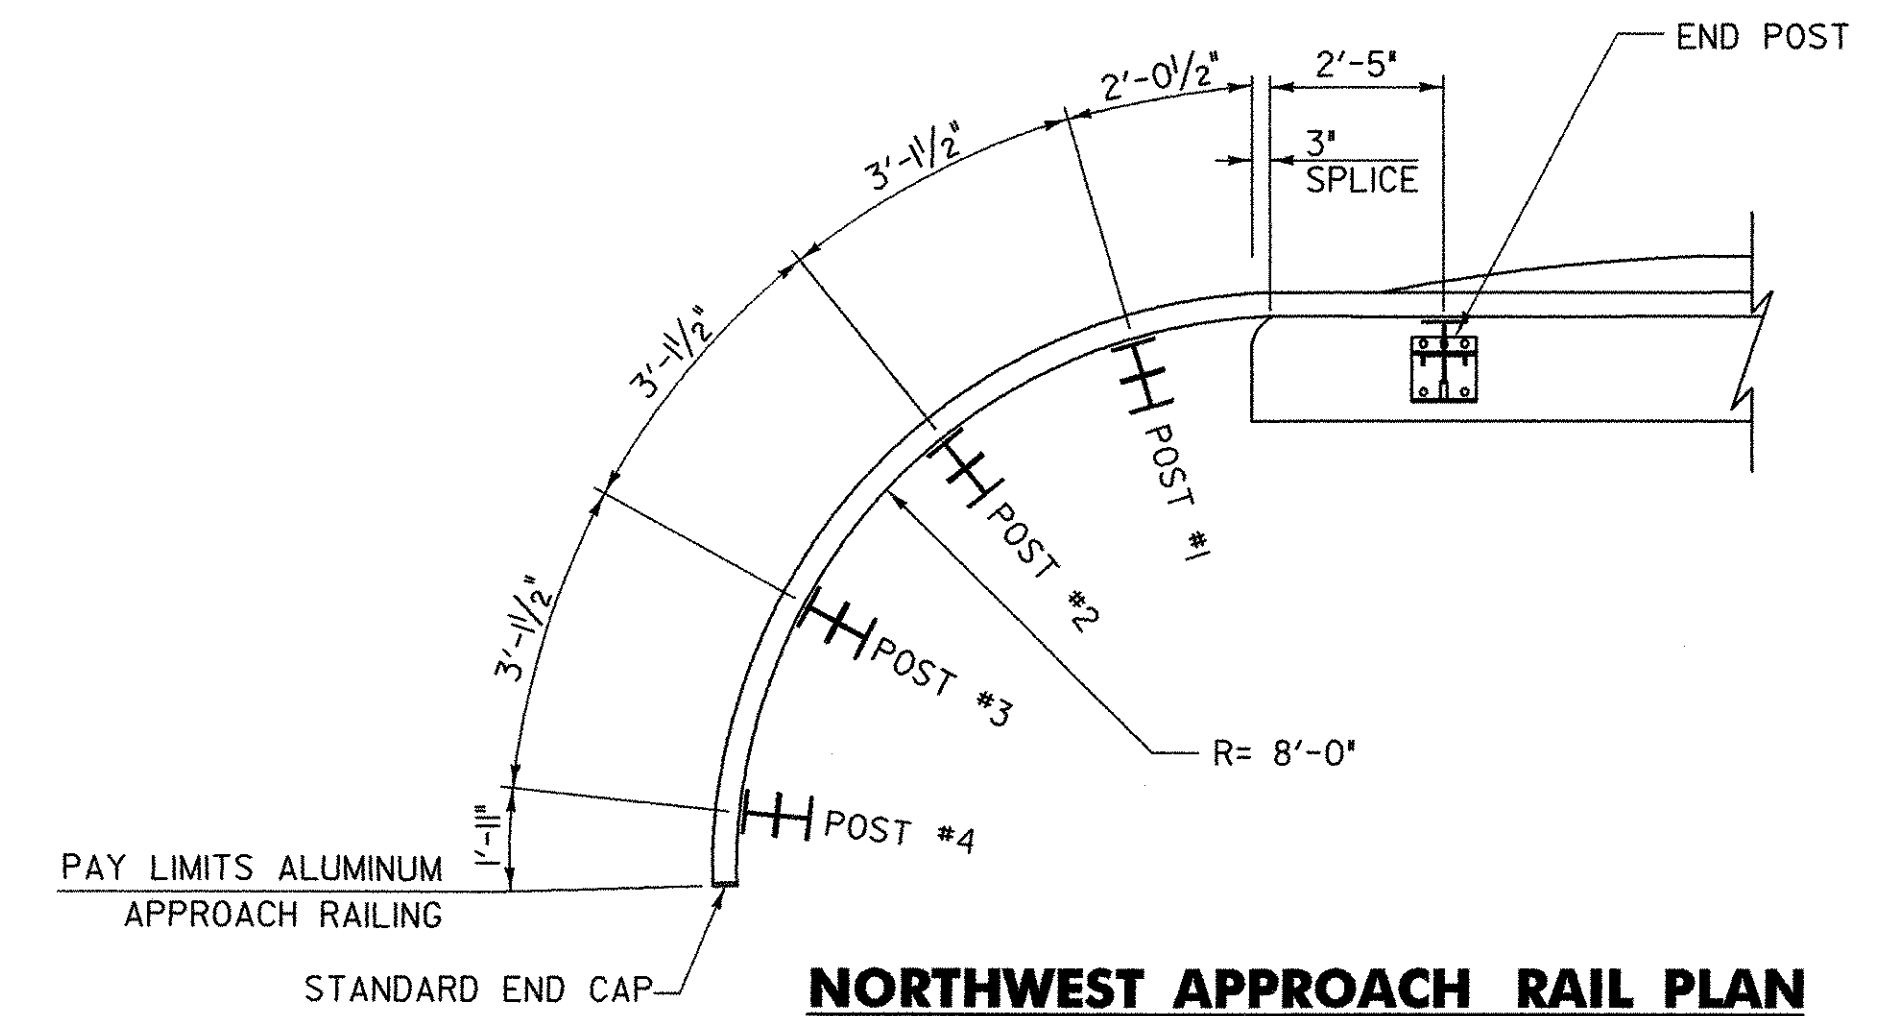 END POST
2'-5"
2'-0½"
3"
SPLICE
3'-1½"
3'-1½"
3'-1½"
1'-11"
POST #1
POST #2
POST #3
POST #4
R= 8'-0"
PAY LIMITS ALUMINUM
APPROACH RAILING
STANDARD END CAP
NORTHWEST APPROACH RAIL PLAN